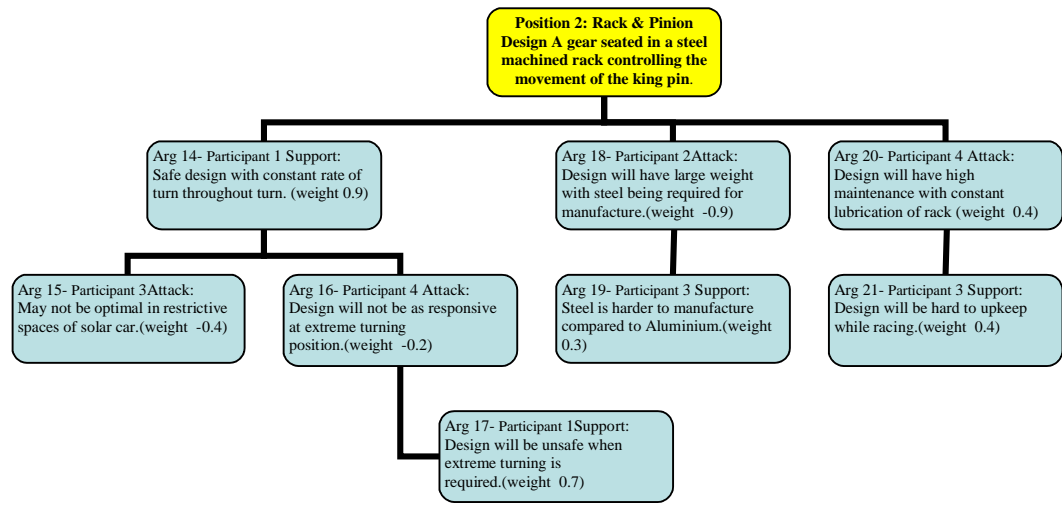 Position 2: Rack & Pinion
Design A gear seated in a steel
machined rack controlling the
movement of the king pin.
Arg 14- Participant 1 Support:
Safe design with constant rate of
turn throughout turn. (weight 0.9)
Arg 18- Participant 2Attack:
Design will have large weight
with steel being required for
manufacture.(weight -0.9)
Arg 20- Participant 4 Attack:
Design will have high
maintenance with constant
lubrication of rack (weight 0.4)
Arg 15- Participant 3Attack:
May not be optimal in restrictive
spaces of solar car.(weight -0.4)
Arg 16- Participant 4 Attack:
Design will not be as responsive
at extreme turning
position.(weight -0.2)
Arg 19- Participant 3 Support:
Steel is harder to manufacture
compared to Aluminium.(weight
0.3)
Arg 21- Participant 3 Support:
Design will be hard to upkeep
while racing.(weight 0.4)
Arg 17- Participant 1Support:
Design will be unsafe when
extreme turning is
required.(weight 0.7)